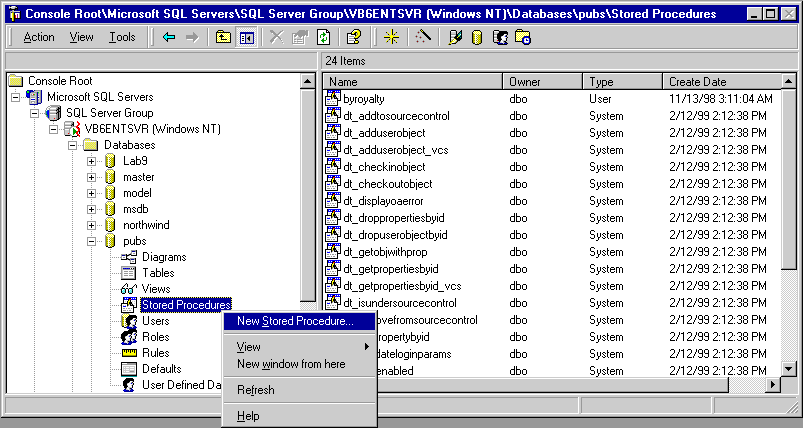 Console Root\Microsoft SQL Servers\SQL Server Group\VB6ENTSVR (Windows NT)\Databases\pubs\Stored Procedures
Action View Tools
24 Items
Console Root
Microsoft SQL Servers
SQL Server Group
VB6ENTSVR (Windows NT)
Databases
Lab9
master
model
msdb
northwind
pubs
Diagrams
Tables
Views
Stored Procedures
Users
Roles
Rules
Defaults
User Defined Da
Name Owner Type Create Date
byroyalty dbo User 11/13/98 3:11:04 AM
dt_addtosourcecontrol dbo System 2/12/99 2:12:38 PM
dt_adduserobject dbo System 2/12/99 2:12:38 PM
dt_adduserobject_vcs dbo System 2/12/99 2:12:38 PM
dt_checkinobject dbo System 2/12/99 2:12:38 PM
dt_checkoutobject dbo System 2/12/99 2:12:38 PM
dt_displayoaerror dbo System 2/12/99 2:12:38 PM
dt_droppropertiesbyid dbo System 2/12/99 2:12:38 PM
dt_dropuserobjectbyid dbo System 2/12/99 2:12:38 PM
dt_getobjwithprop dbo System 2/12/99 2:12:38 PM
dt_getpropertiesbyid dbo System 2/12/99 2:12:38 PM
dt_getpropertiesbyid_vcs dbo System 2/12/99 2:12:38 PM
dt_isundersourcecontrol dbo System 2/12/99 2:12:38 PM
ovefromsourcecontrol dbo System 2/12/99 2:12:38 PM
propertybyid dbo System 2/12/99 2:12:38 PM
dateloginparams dbo System 2/12/99 2:12:38 PM
enabled dbo System 2/12/99 2:12:38 PM
New Stored Procedure...
View
New window from here
Refresh
Help